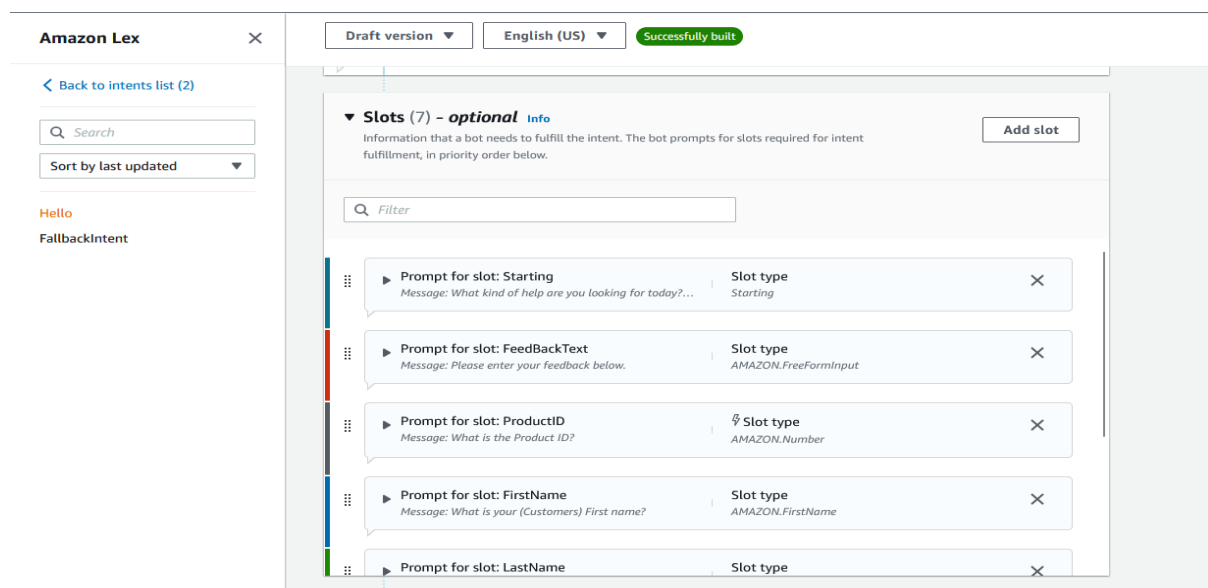 Amazon Lex
Back to intents list (2)
Search
Sort by last updated
Hello
FallbackIntent
Draft version
English (US)
Successfully built
Slots (7) – optional Info
Information that a bot needs to fulfill the intent. The bot prompts for slots required for intent
fulfillment, in priority order below.
Add slot
Filter
Prompt for slot: Starting
Message: What kind of help are you looking for today?...
Slot type
Starting
Prompt for slot: FeedBackText
Message: Please enter your feedback below.
Slot type
AMAZON.FreeFormInput
Prompt for slot: ProductID
Message: What is the Product ID?
Slot type
AMAZON.Number
Prompt for slot: FirstName
Message: What is your (Customers) First name?
Slot type
AMAZON.FirstName
Prompt for slot: LastName
Slot type